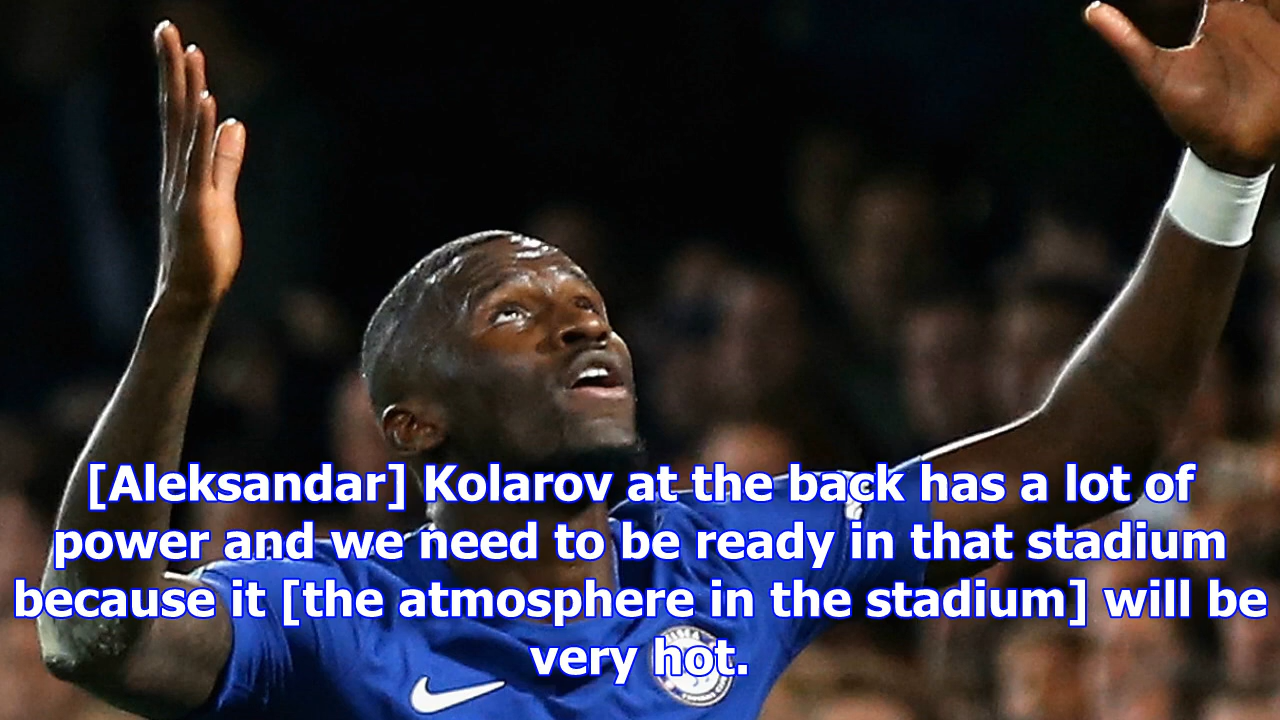 [Aleksandar] Kolarov at the back has a lot of
power and we need to be ready in that stadium
because it [the atmosphere in the stadium] will be
very hot.